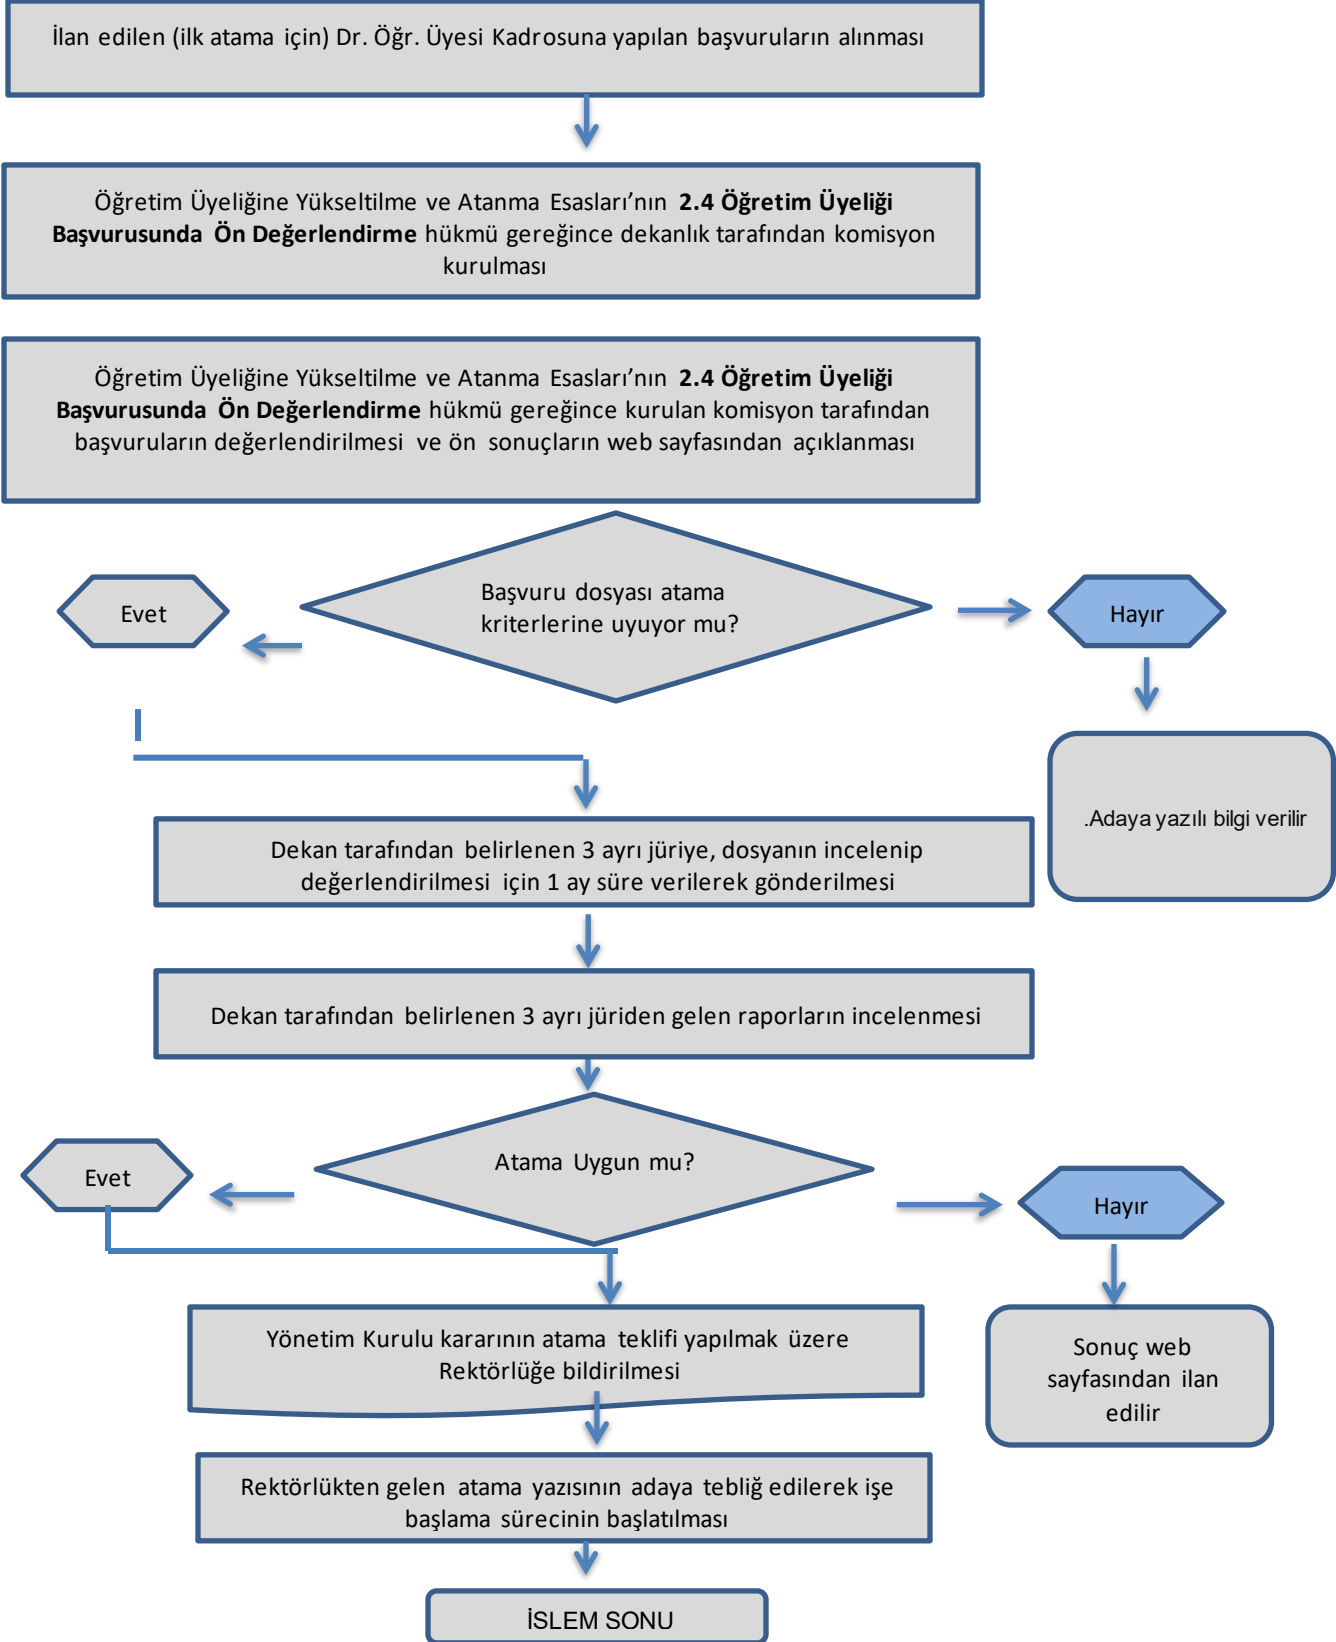 İlan edilen (ilk atama için) Dr. Öğr. Üyesi Kadrosuna yapılan başvuruların alınması
Öğretim Üyeliğine Yükseltilme ve Atanma Esasları’nın 2.4 Öğretim Üyeliği
Başvurusunda Ön Değerlendirme hükmü gereğince dekanlık tarafından komisyon
kurulması
Öğretim Üyeliğine Yükseltilme ve Atanma Esasları’nın 2.4 Öğretim Üyeliği
Başvurusunda Ön Değerlendirme hükmü gereğince kurulan komisyon tarafından
başvuruların değerlendirilmesi ve ön sonuçların web sayfasından açıklanması
Başvuru dosyası atama
kriterlerine uyuyor mu?
Evet
Hayır
.Adaya yazılı bilgi verilir
Dekan tarafından belirlenen 3 ayrı jüriye, dosyanın incelenip
değerlendirilmesi için 1 ay süre verilerek gönderilmesi
Dekan tarafından belirlenen 3 ayrı jüriden gelen raporların incelenmesi
Atama Uygun mu?
Evet
Hayır
Yönetim Kurulu kararının atama teklifi yapılmak üzere
Rektörlüğe bildirilmesi
Sonuç web
sayfasından ilan
edilir
Rektörlükten gelen atama yazısının adaya tebliğ edilerek işe
başlama sürecinin başlatılması
İSLEM SONU